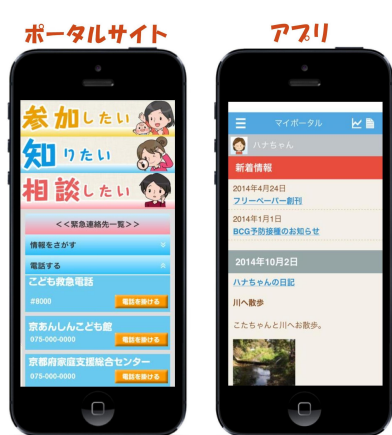 ポータルサイト
アプリ
参加したい
知りたい
相談したい
<<緊急連絡先一覧>>
情報をさがす
電話する
こども救急電話
#8000
電話を掛ける
京あんしんこども館
075-000-0000
電話を掛ける
京都府家庭支援総合センター
075-000-0000
電話を掛ける
マイポータル
ハナちゃん
新着情報
2014年4月24日
フリーペーパー創刊
2014年1月1日
BCG予防接種のお知らせ
2014年10月2日
ハナちゃんの日記
川へ散歩
こたちゃんと川へお散歩。